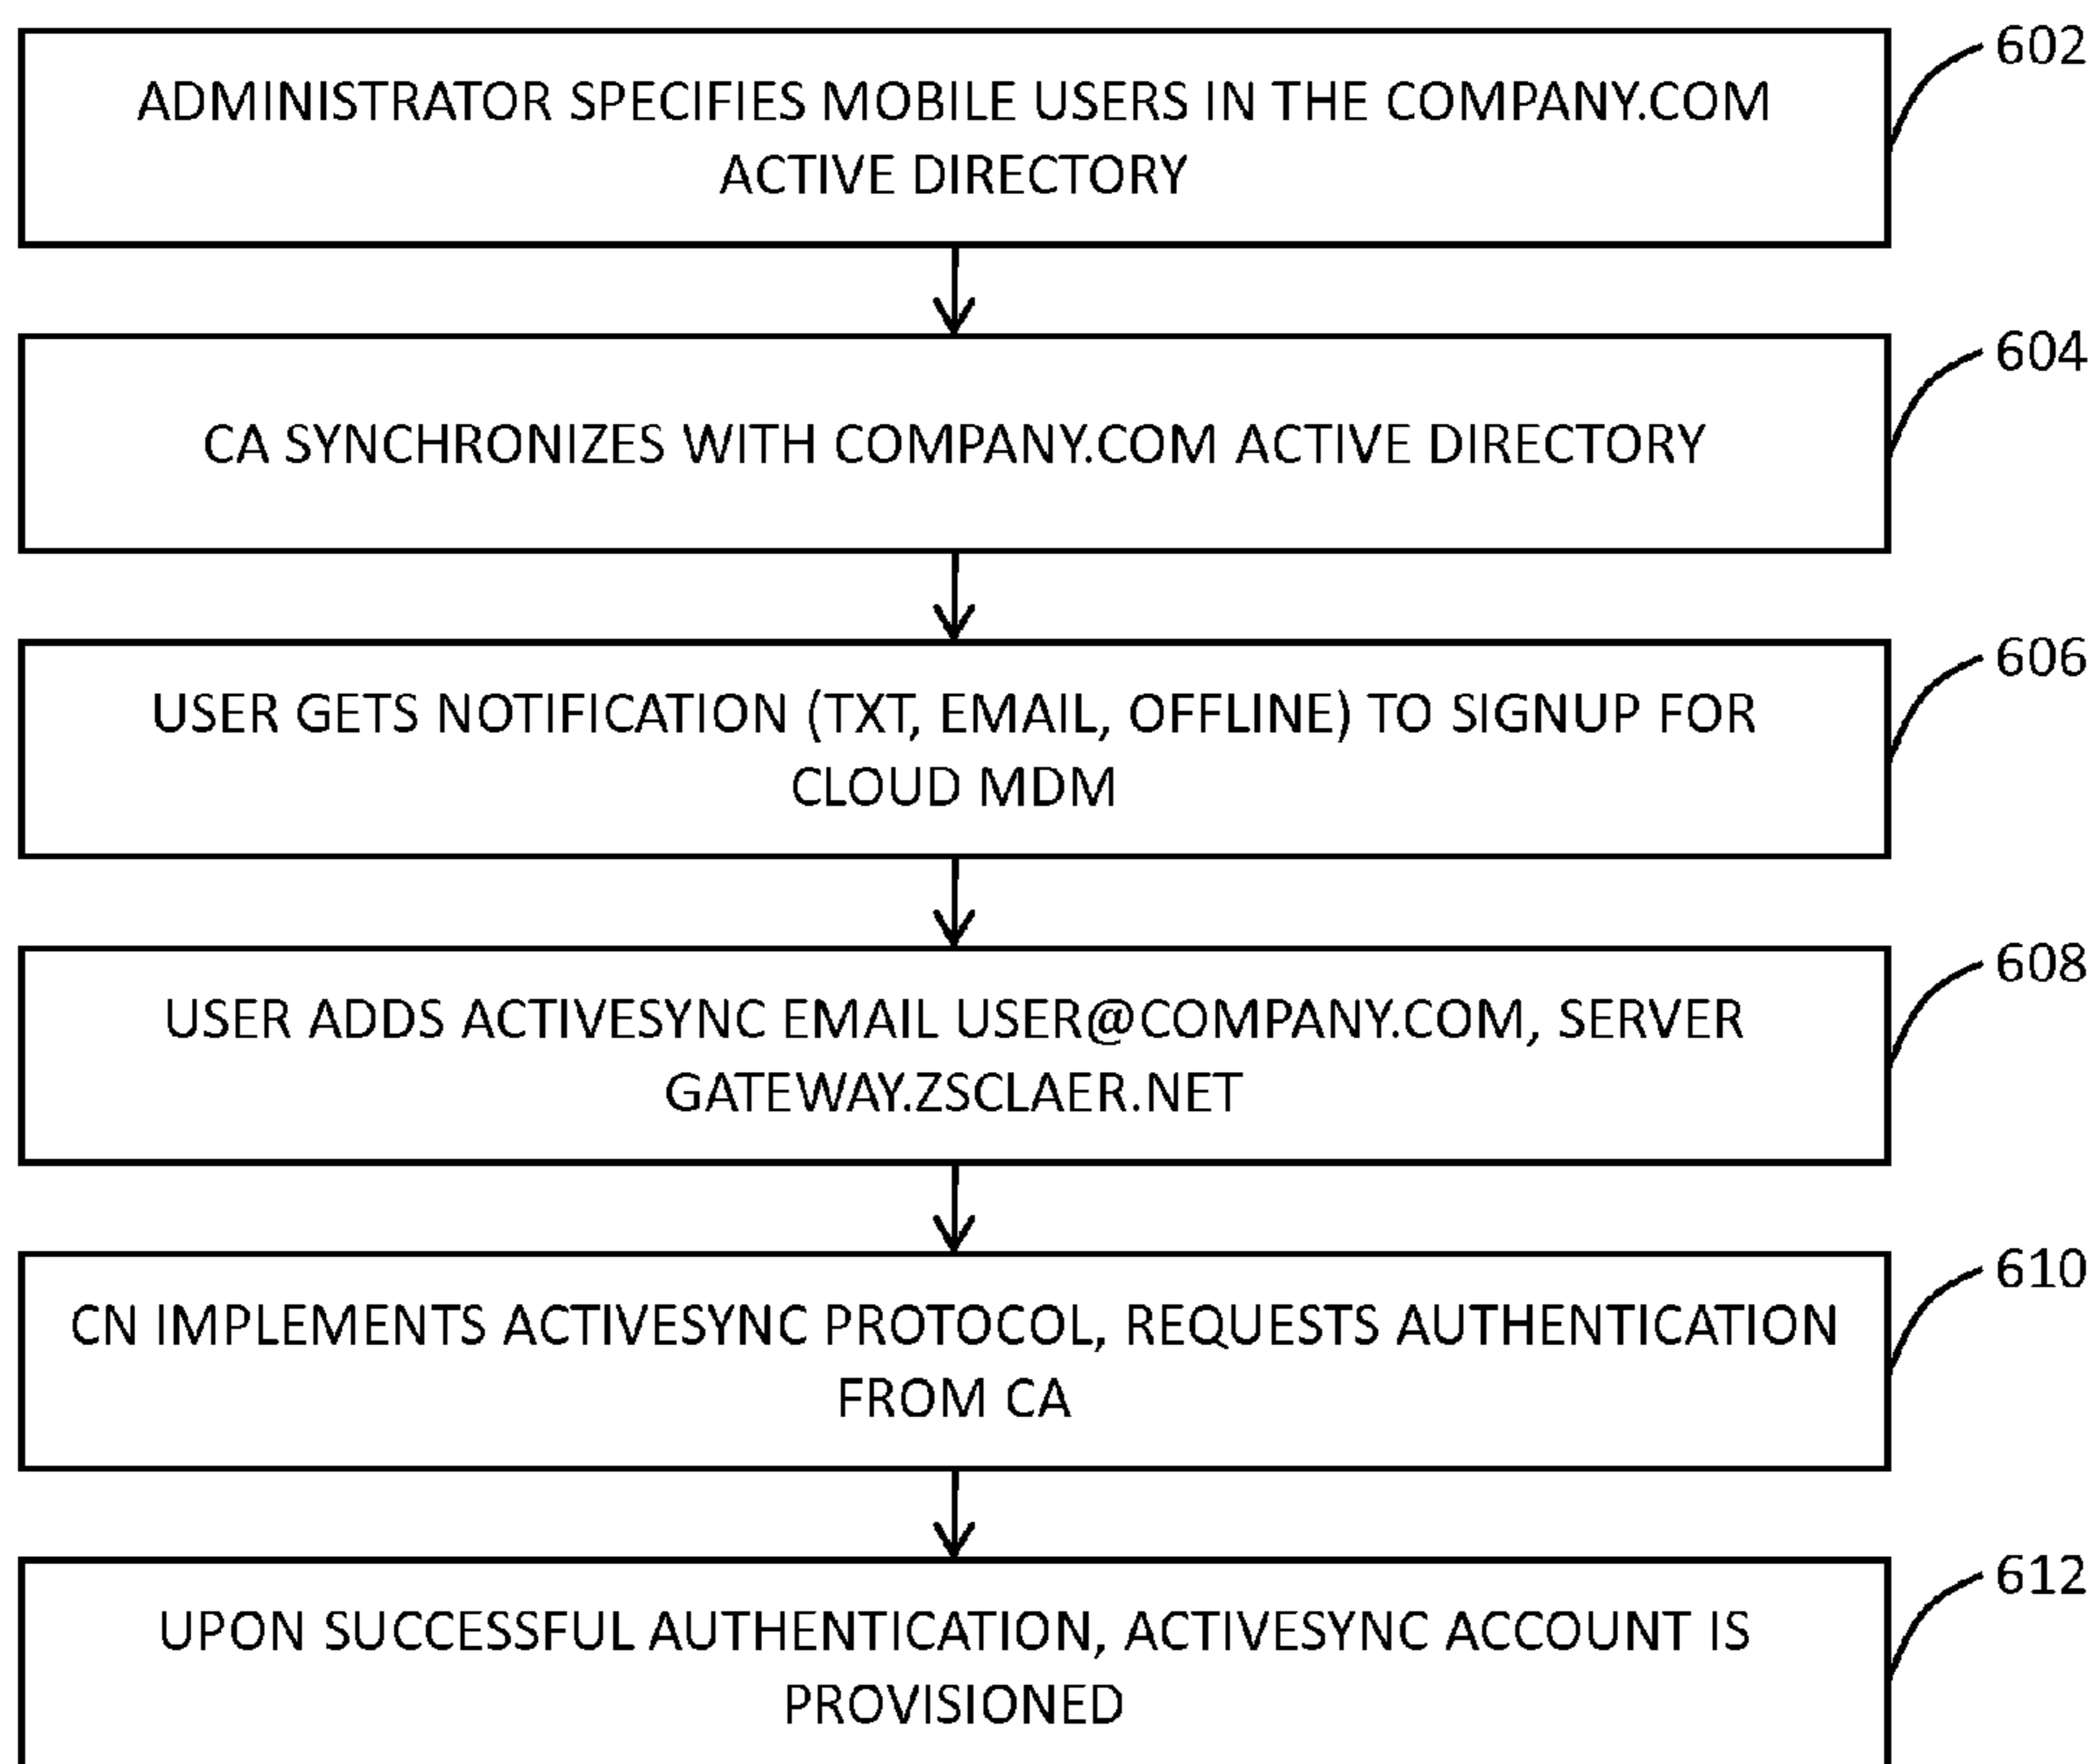 602
ADMINISTRATOR SPECIFIES MOBILE USERS IN THE COMPANY.COM
ACTIVE DIRECTORY
604
CA SYNCHRONIZES WITH COMPANY.COM ACTIVE DIRECTORY
606
USER GETS NOTIFICATION (TXT, EMAIL, OFFLINE) TO SIGNUP FOR
CLOUD MDM
608
USER ADDS ACTIVESYNC EMAIL USER@COMPANY.COM, SERVER
GATEWAY.ZSCLAER.NET
610
CN IMPLEMENTS ACTIVESYNC PROTOCOL, REQUESTS AUTHENTICATION
FROM CA
612
UPON SUCCESSFUL AUTHENTICATION, ACTIVESYNC ACCOUNT IS
PROVISIONED